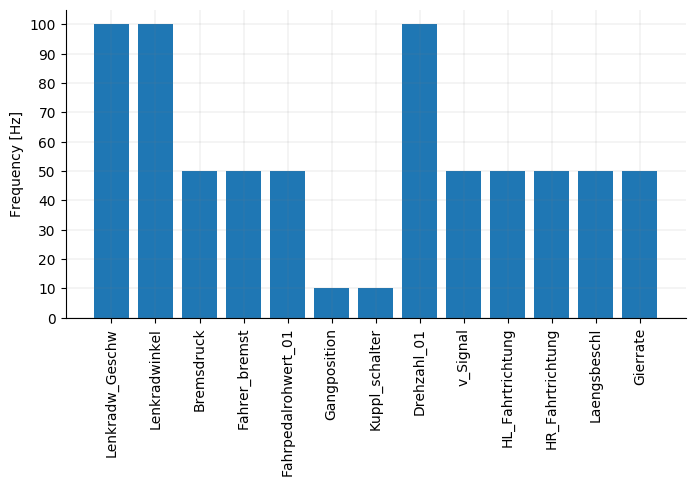 100
90
80
70
60
50
40
30
20
10
0
Frequency [Hz]
Lenkradw_Geschw
Lenkradwinkel
Bremsdruck
Fahrer_bremst
Fahrpedalrohwert_01
Gangposition
Kuppl_schalter
Drehzahl_01
v_Signal
HL_Fahrtrichtung
HR_Fahrtrichtung
Laengsbeschl
Gierrate